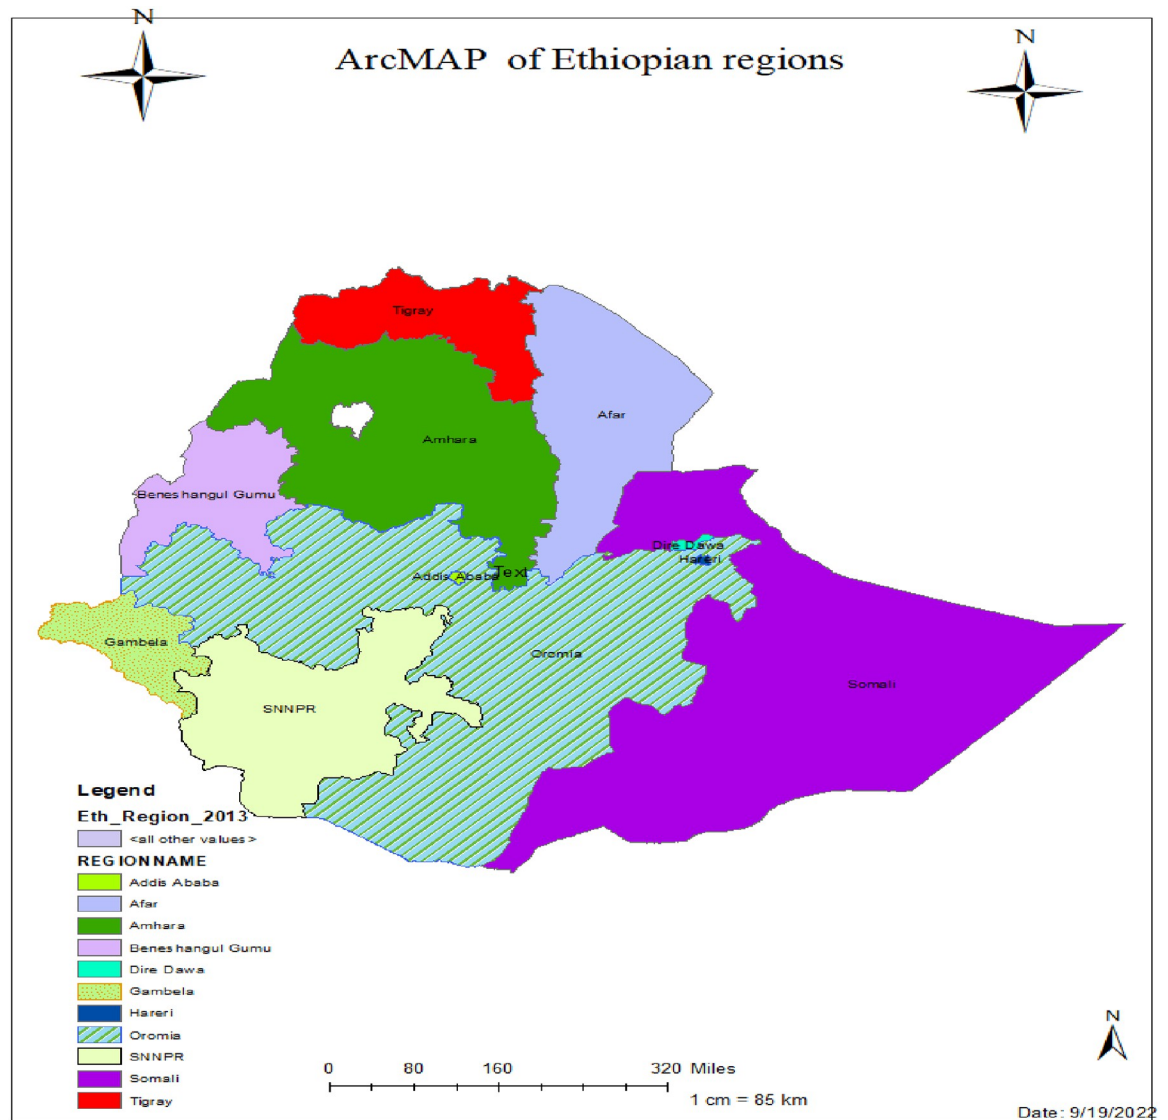 N
N
ArcMAP of Ethiopian regions
Tigray
Afar
Amhara
Beneshangul Gumu
Dire Dawa
Hareri
Addis Ababa
Text
Gambela
Oromia
Somali
SNNPR
Legend
Eth_Region_2013
<all other values>
REGIONNAME
Addis Ababa
Afar
Amhara
Beneshangul Gumu
Dire Dawa
Gambela
Hareri
Oromia
SNNPR
Somali
Tigray
0 80 160 320 Miles
1 cm = 85 km
N
Date: 9/19/2022